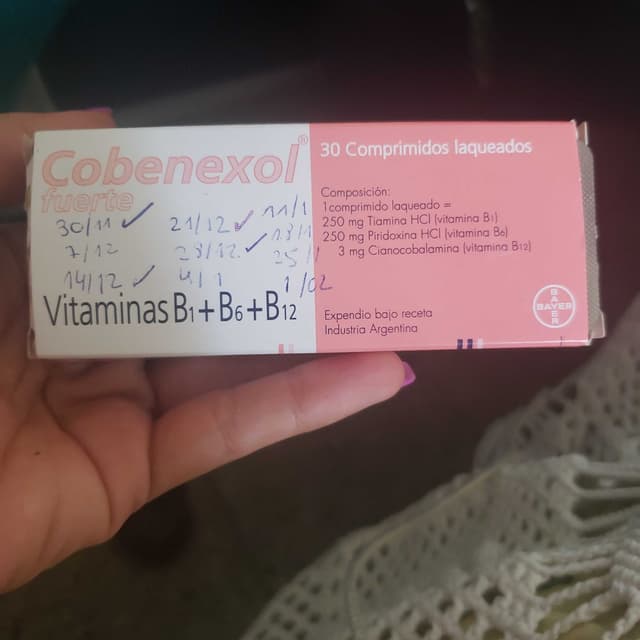 Cobenexol®
fuerte
30/11 ✓ 21/12 ✓ 11/1
7/12 28/12 ✓ 18/1
14/12 ✓ 4/1 25/1
1/02
Vitaminas B1+B6+B12
30 Comprimidos laqueados
Composición:
1 comprimido laqueado =
250 mg Tiamina HCl (vitamina B1)
250 mg Piridoxina HCl (vitamina B6)
3 mg Cianocobalamina (vitamina B12)
Expendio bajo receta
Industria Argentina
BAYER